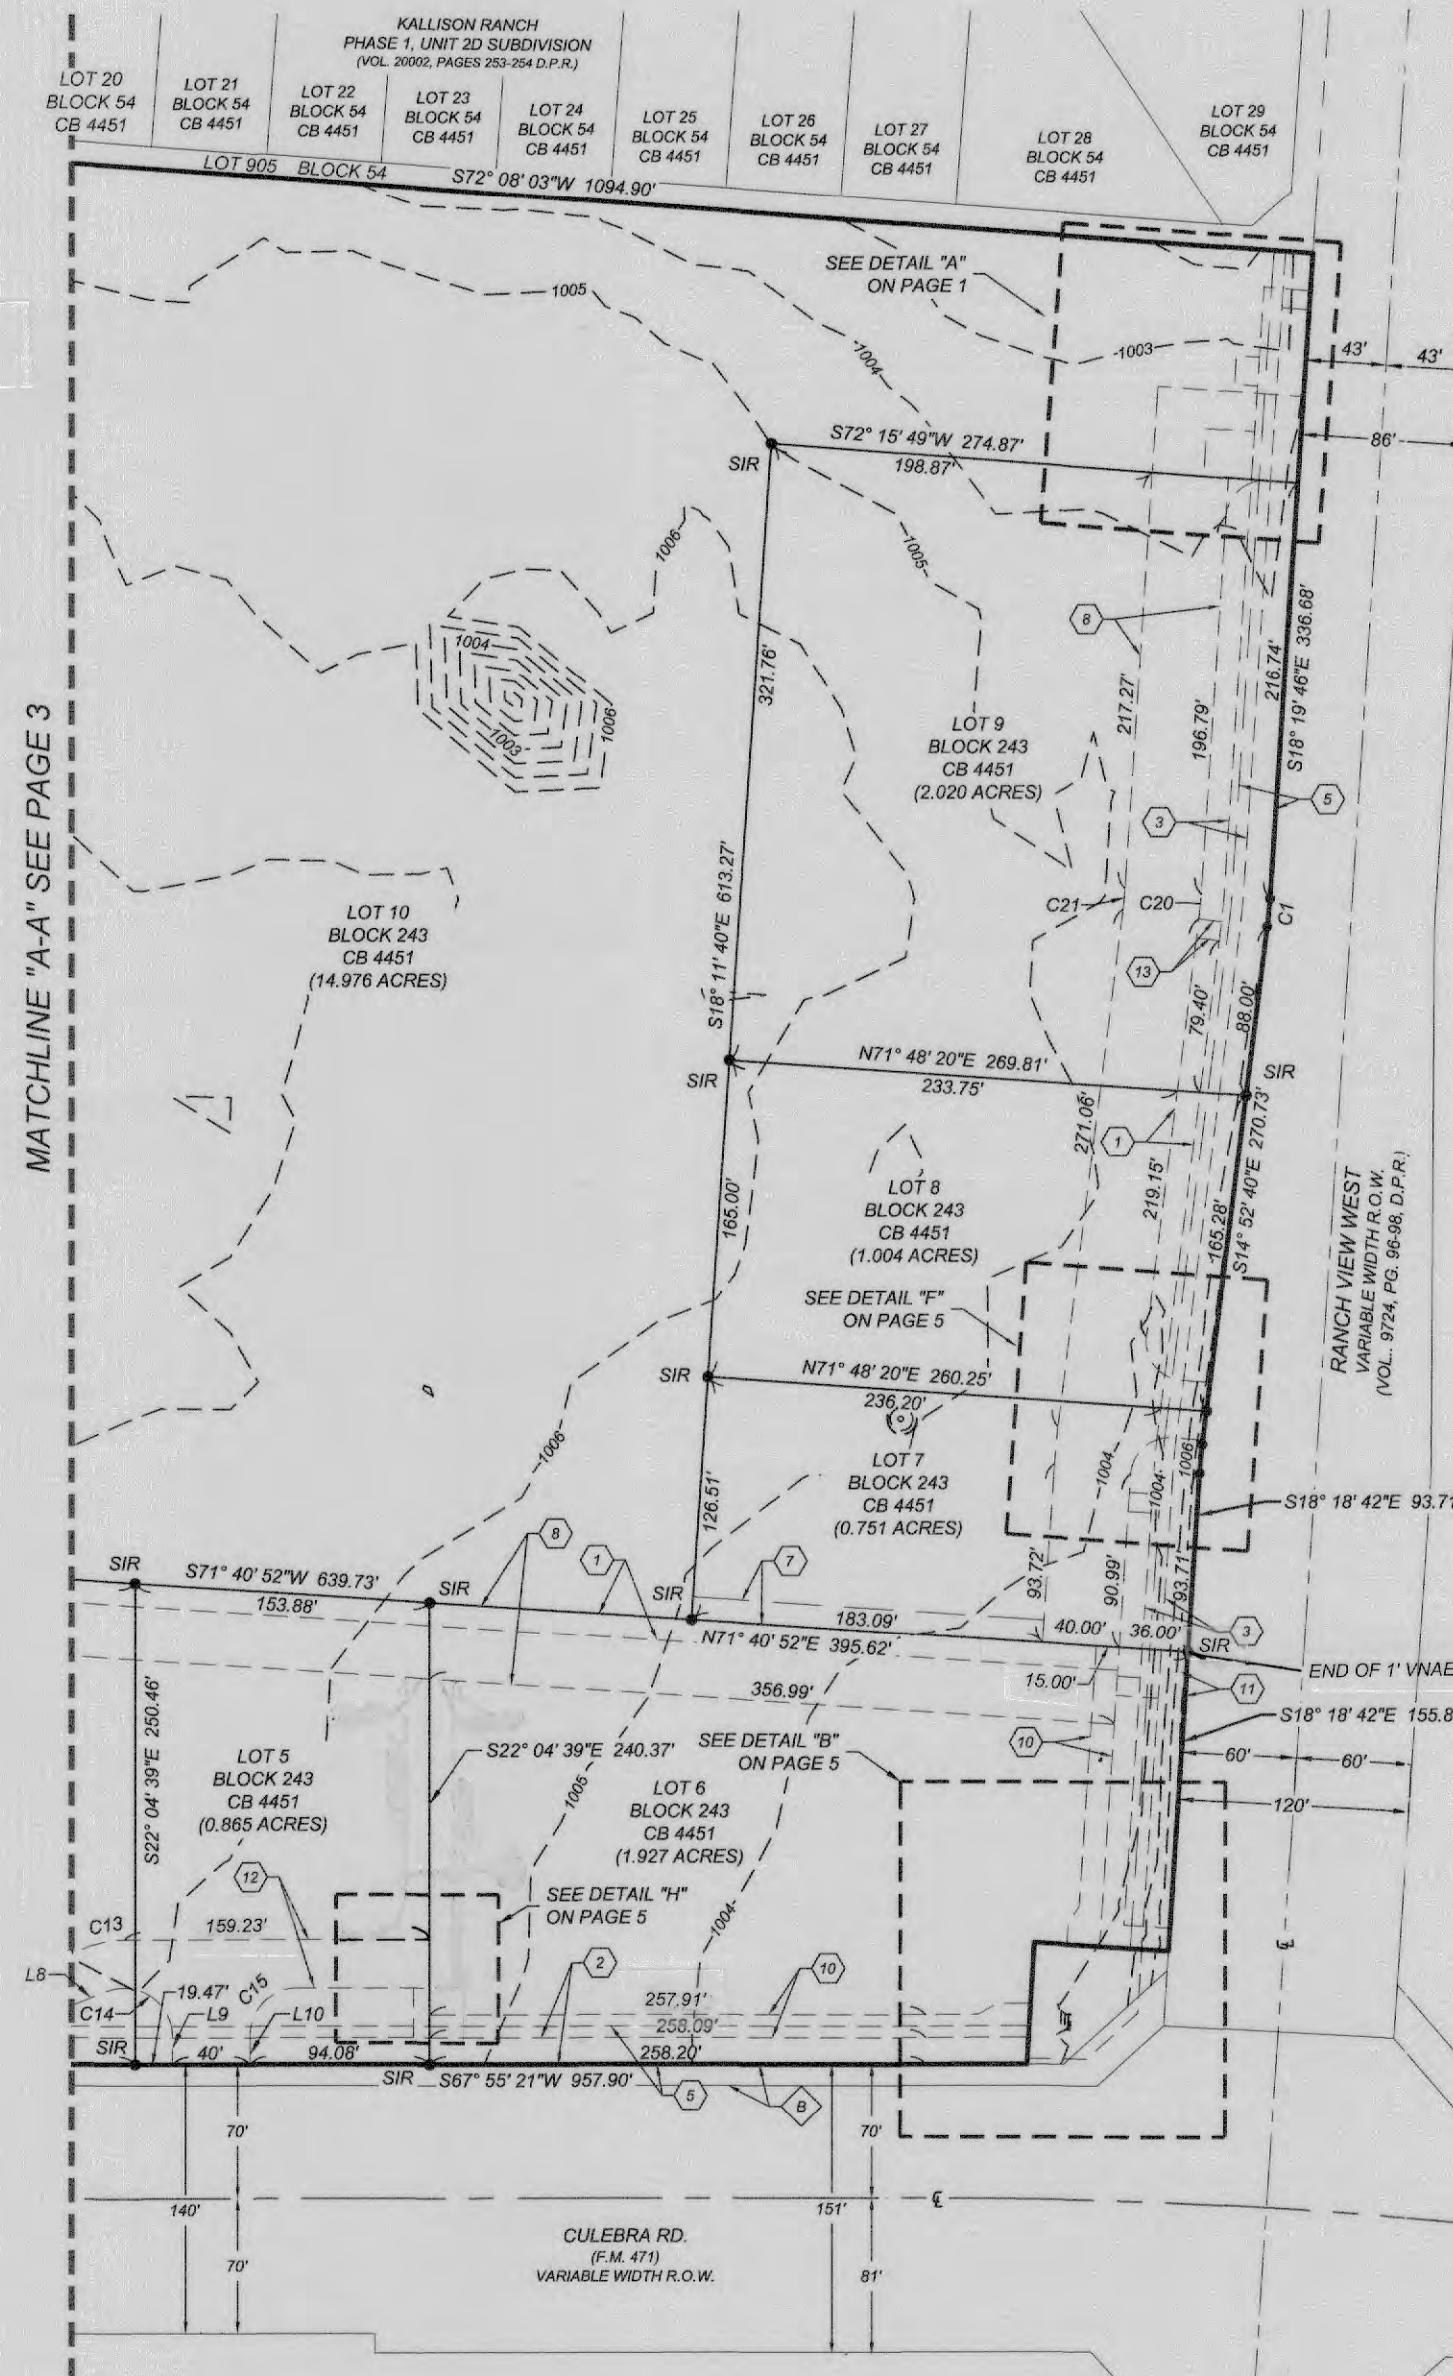 KALLISON RANCH
PHASE 1, UNIT 2D SUBDIVISION
(VOL. 20002, PAGES 253-254 D.P.R.)
LOT 20
BLOCK 54
CB 4451
LOT 21
BLOCK 54
CB 4451
LOT 22
BLOCK 54
CB 4451
LOT 23
BLOCK 54
CB 4451
LOT 24
BLOCK 54
CB 4451
LOT 25
BLOCK 54
CB 4451
LOT 26
BLOCK 54
CB 4451
LOT 27
BLOCK 54
CB 4451
LOT 28
BLOCK 54
CB 4451
LOT 29
BLOCK 54
CB 4451
LOT 905 BLOCK 54
S72° 08' 03"W 1094.90'
SEE DETAIL "A"
ON PAGE 1
1005
1004
1003
43'
43'
86'
S72° 15' 49"W 274.87'
198.87'
SIR
1006
1005
1004
1003
1006
321.76'
8
217.27'
196.79'
216.74'
S18° 19' 46"E 336.68'
LOT 9
BLOCK 243
CB 4451
(2.020 ACRES)
3
5
MATCHLINE "A-A" SEE PAGE 3
LOT 10
BLOCK 243
CB 4451
(14.976 ACRES)
S18° 11' 40"E 613.27'
C21
C20
C1
13
79.40'
88.00'
N71° 48' 20"E 269.81'
233.75'
SIR
SIR
271.06'
1
219.15'
165.28'
S14° 52' 40"E 270.73'
165.00'
LOT 8
BLOCK 243
CB 4451
(1.004 ACRES)
RANCH VIEW WEST
VARIABLE WIDTH R.O.W.
(VOL. 9724, PG. 96-98, D.P.R.)
SEE DETAIL "F"
ON PAGE 5
SIR
N71° 48' 20"E 260.25'
236.20'
1006
LOT 7
BLOCK 243
CB 4451
(0.751 ACRES)
126.51'
1004
1004
1006
S18° 18' 42"E 93.71
SIR
S71° 40' 52"W 639.73'
153.88'
SIR
8
1
SIR
7
93.72'
90.99'
93.71'
183.09'
N71° 40' 52"E 395.62'
40.00'
36.00'
3
SIR
END OF 1' VNAE
15.00'
11
356.99'
S18° 18' 42"E 155.8
S22° 04' 39"E 250.46'
S22° 04' 39"E 240.37'
SEE DETAIL "B"
ON PAGE 5
10
60'
60'
120'
LOT 5
BLOCK 243
CB 4451
(0.865 ACRES)
1005
LOT 6
BLOCK 243
CB 4451
(1.927 ACRES)
12
SEE DETAIL "H"
ON PAGE 5
1004
C13
159.23'
L8
19.47'
C15
2
10
257.91'
C14
L9
L10
258.09'
SIR
40'
94.06'
258.20'
SIR
S67° 55' 21"W 957.90'
5
B
70'
70'
140'
151'
70'
81'
CULEBRA RD.
(F.M. 471)
VARIABLE WIDTH R.O.W.